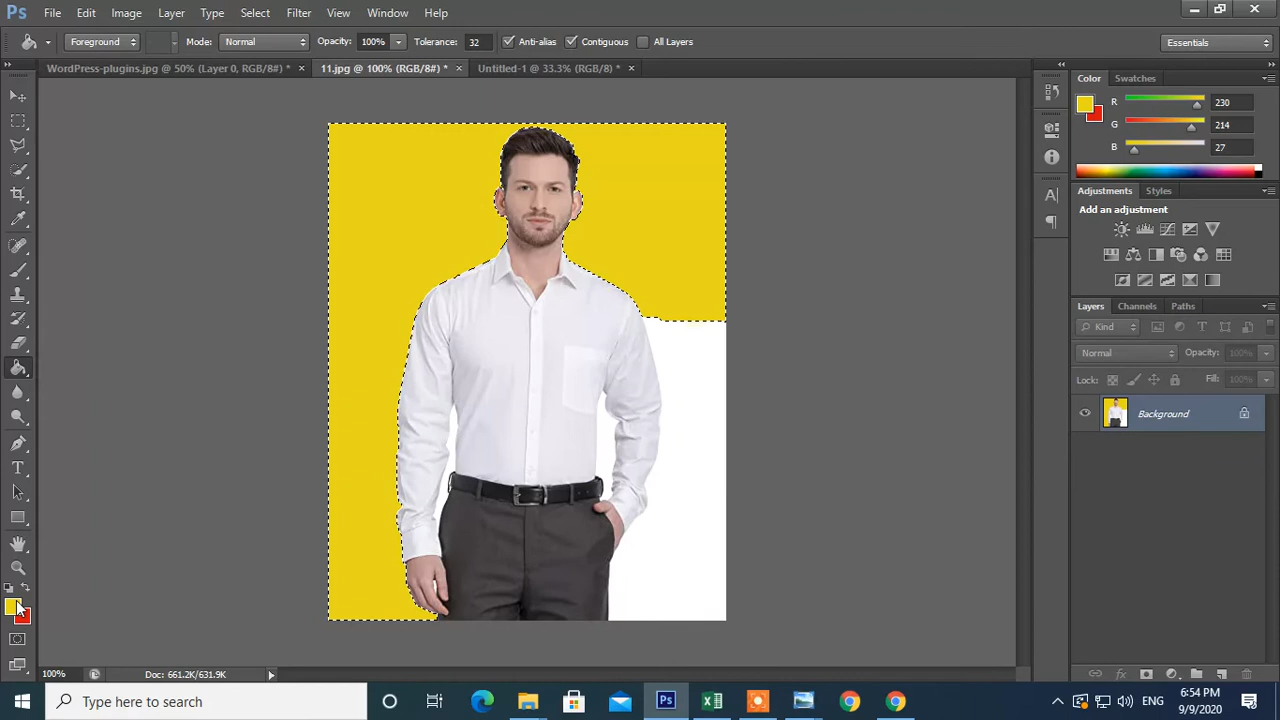 Ps File Edit Image Layer Type Select Filter View Window Help
Foreground Mode: Normal Opacity: 100% Tolerance: 32 Anti-alias Contiguous All Layers Essentials
WordPress-plugins.jpg @ 50% (Layer 0, RGB/8#) * × 11.jpg @ 100% (RGB/8#) * × Untitled-1 @ 33.3% (RGB/8) * ×
Color Swatches
R 230
G 214
B 27
Adjustments Styles
Add an adjustment
Layers Channels Paths
Kind
Normal Opacity: 100%
Lock: Fill: 100%
Background
100% Doc: 661.2K/631.9K
Type here to search
Ps
ENG
6:54 PM
9/9/2020